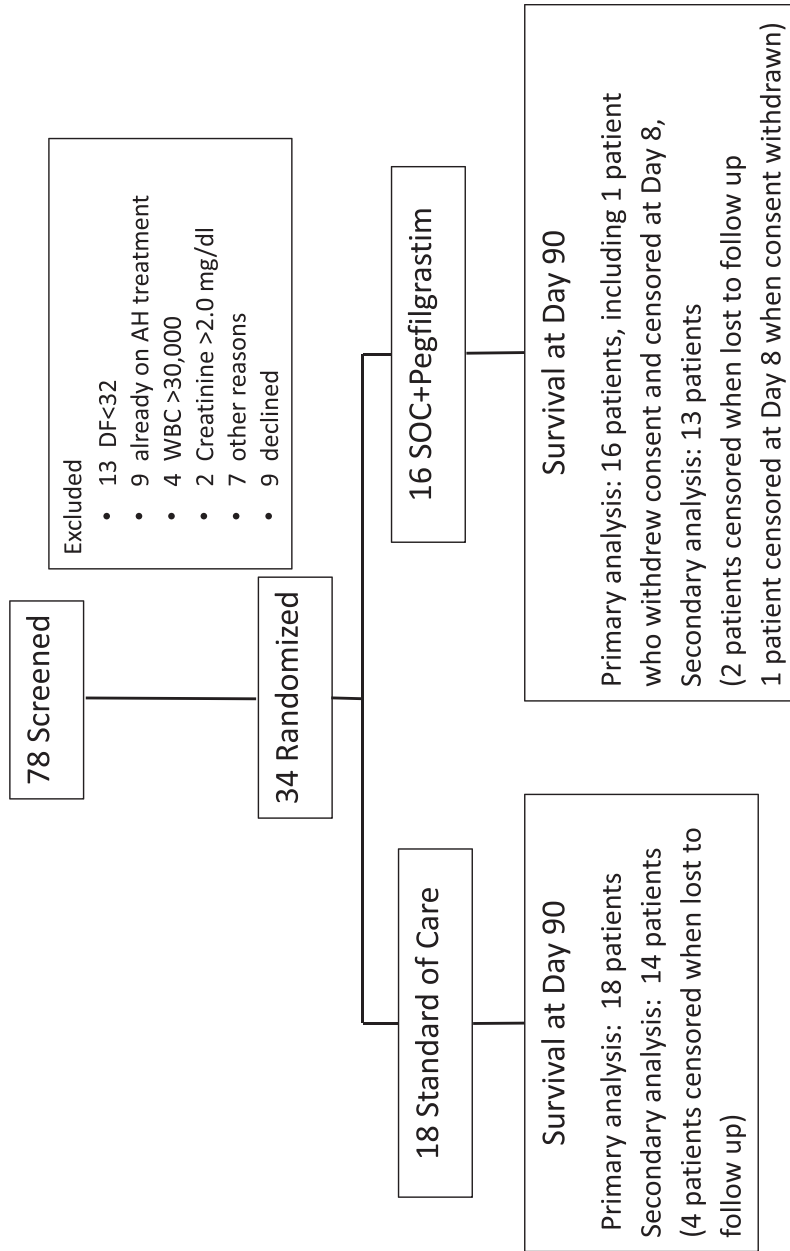 78 Screened
Excluded
• 13 DF<32
• 9 already on AH treatment
• 4 WBC >30,000
• 2 Creatinine >2.0 mg/dl
• 7 other reasons
• 9 declined
34 Randomized
18 Standard of Care
16 SOC+Pegfilgrastim
Survival at Day 90
Primary analysis: 18 patients
Secondary analysis: 14 patients
(4 patients censored when lost to
follow up)
Survival at Day 90
Primary analysis: 16 patients, including 1 patient
who withdrew consent and censored at Day 8,
Secondary analysis: 13 patients
(2 patients censored when lost to follow up
1 patient censored at Day 8 when consent withdrawn)